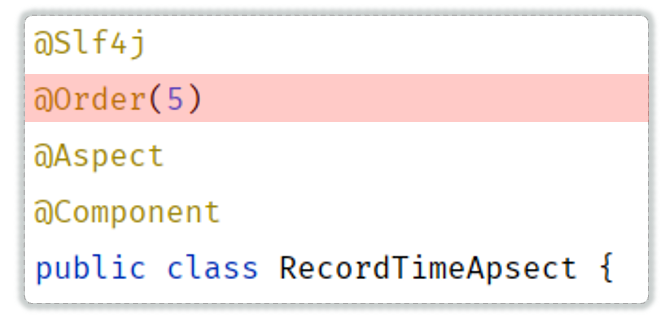 @Slf4j
@Order(5)
@Aspect
@Component
public class RecordTimeApsect {